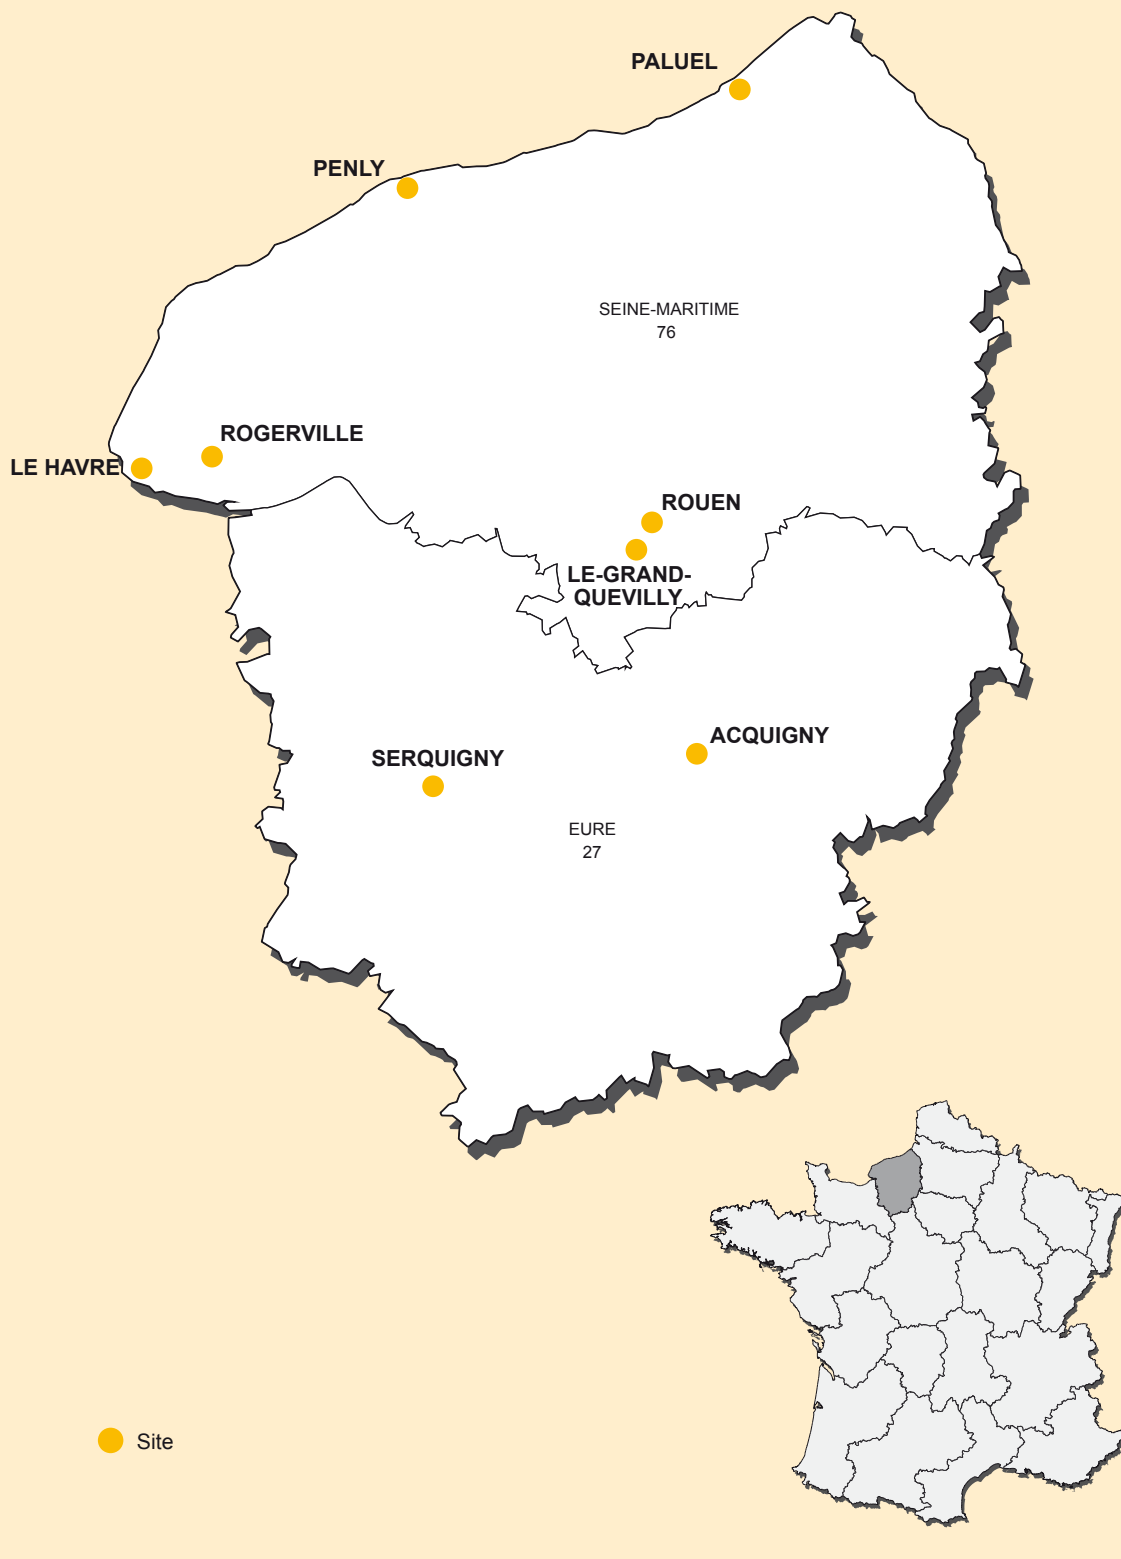 PALUEL
PENLY
SEINE-MARITIME
76
ROGERVILLE
LE HAVRE
ROUEN
LE-GRAND-
QUEVILLY
ACQUIGNY
SERQUIGNY
EURE
27
Site